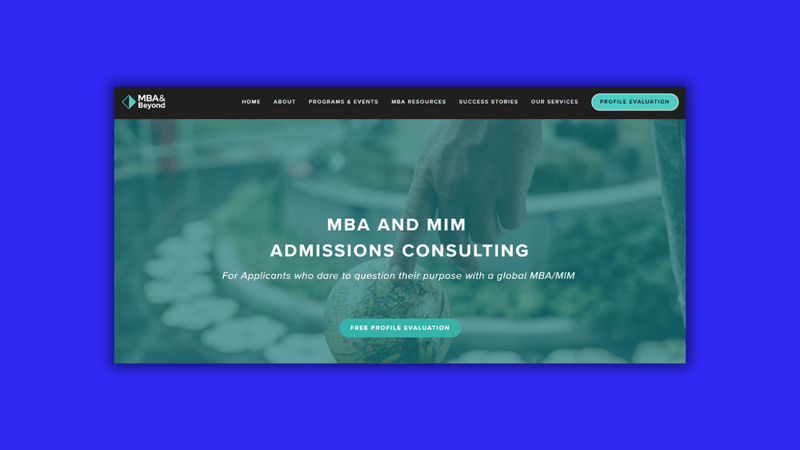 MBA&
Beyond
HOME ABOUT PROGRAMS & EVENTS MBA RESOURCES SUCCESS STORIES OUR SERVICES PROFILE EVALUATION
MBA AND MIM
ADMISSIONS CONSULTING
For Applicants who dare to question their purpose with a global MBA/MIM
FREE PROFILE EVALUATION